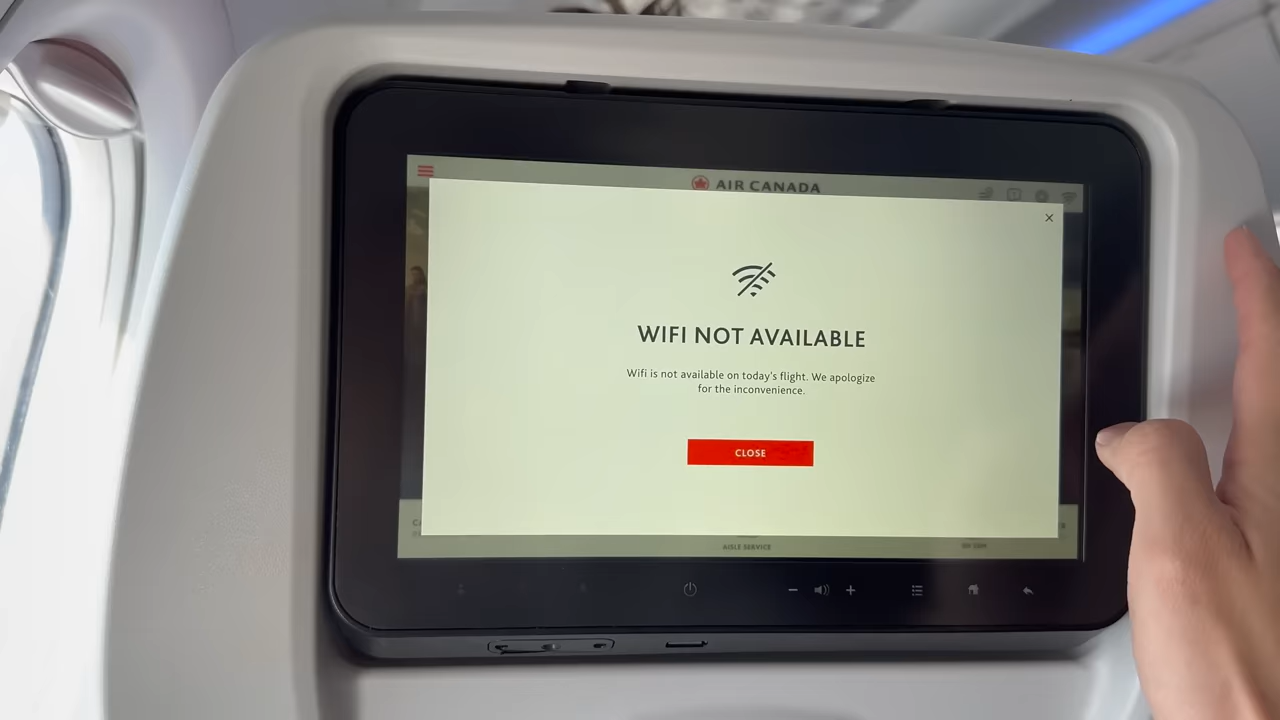 AIR CANADA
WIFI NOT AVAILABLE
Wifi is not available on today's flight. We apologize
for the inconvenience.
CLOSE
AISLE SERVICE